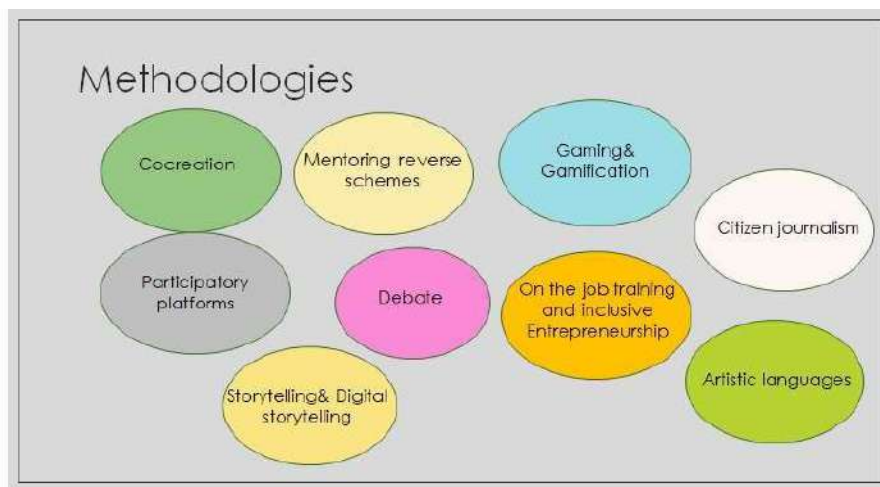 Methodologies
Cocreation
Mentoring reverse
schemes
Gaming&
Gamification
Citizen journalism
Participatory
platforms
Debate
On the job training
and inclusive
Entrepreneurship
Artistic languages
Storytelling& Digital
storytelling